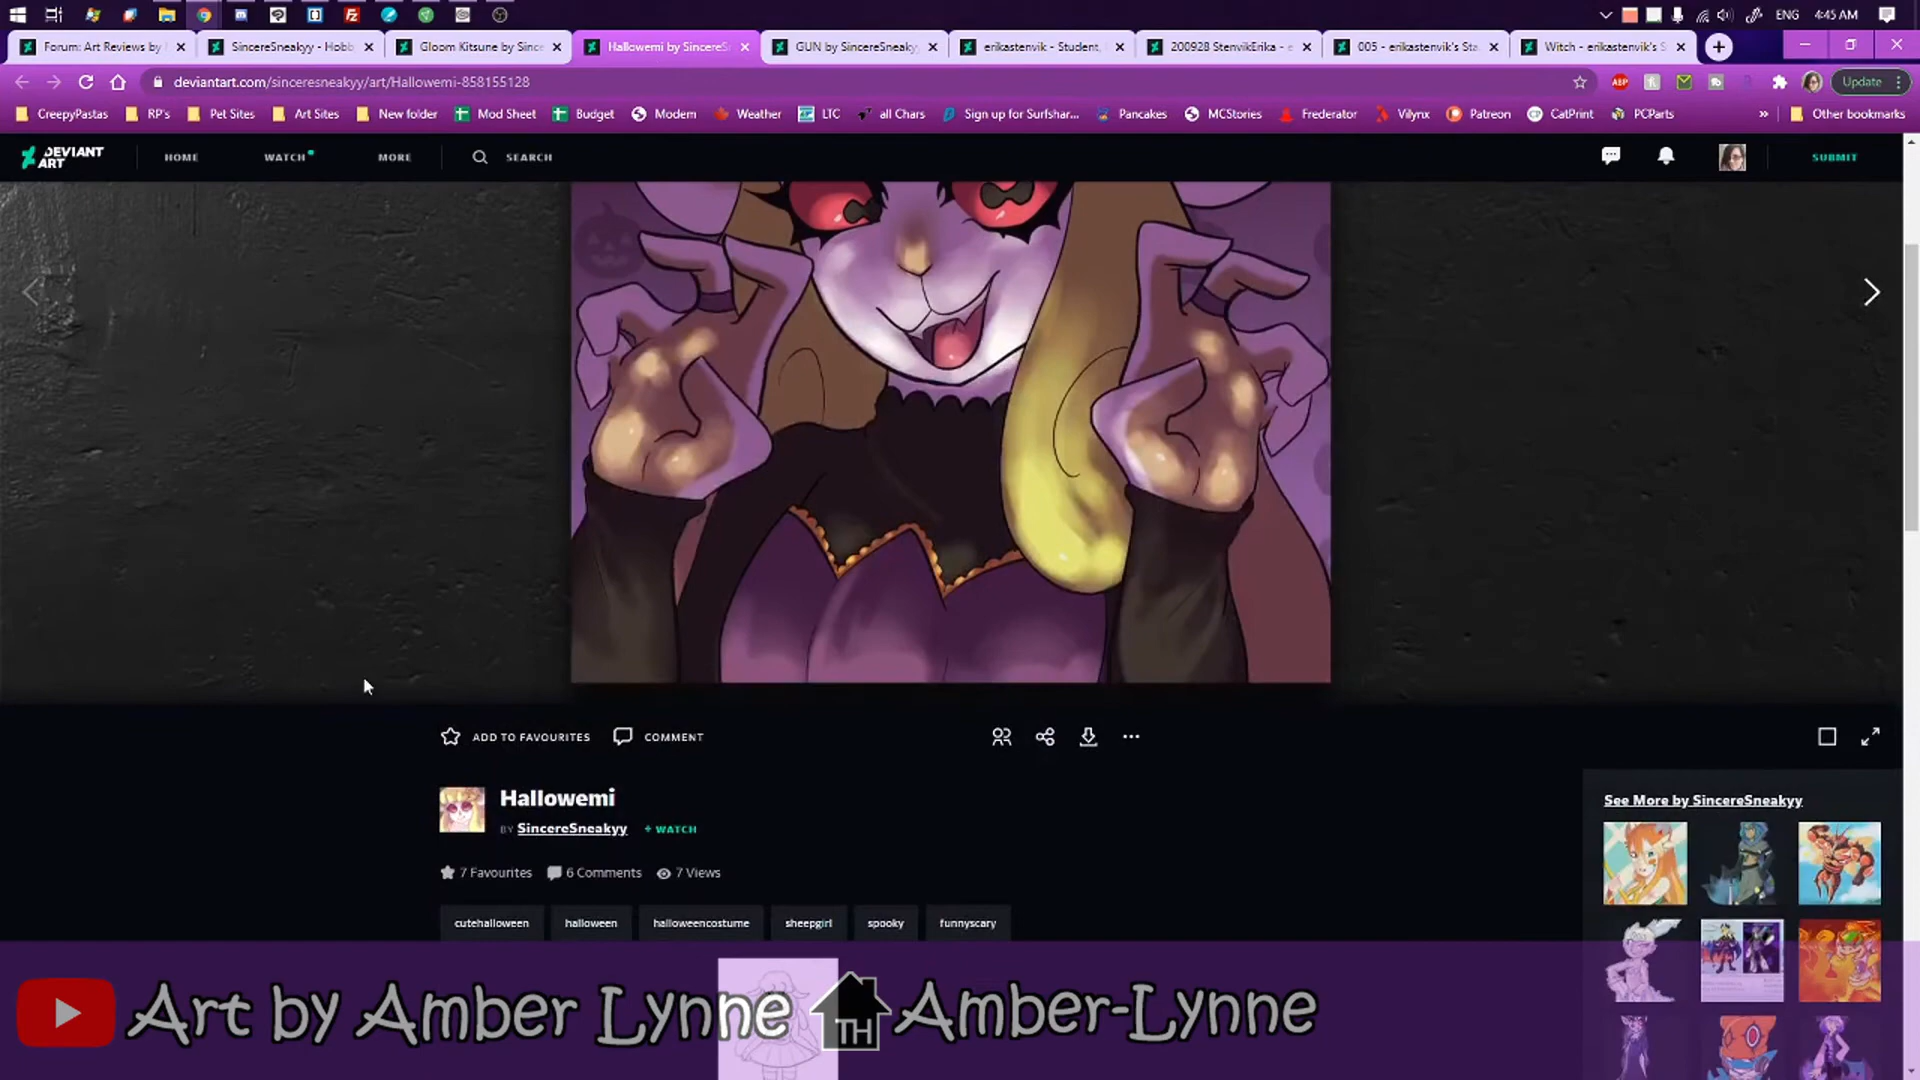 ENG 4:45 AM
Forum: Art Reviews by
SincereSneakyy - Hobb
Gloom Kitsune by Since
Hallowemi by SincereS
GUN by SincereSneaky
erikastenvik - Student,
200928 StenvikErika - e
005 - erikastenvik's Sta
Witch - erikastenvik's S
deviantart.com/sinceresneakyy/art/Hallowemi-858155128
ABP
Update
CreepyPastas
RP's
Pet Sites
Art Sites
New folder
Mod Sheet
Budget
Modem
Weather
LTC
all Chars
Sign up for Surfshar...
Pancakes
MCStories
Frederator
Vilynx
Patreon
CatPrint
PCParts
»
Other bookmarks
DEVIANT ART
HOME
WATCH
MORE
SEARCH
SUBMIT
ADD TO FAVOURITES
COMMENT
Hallowemi
BY SincereSneakyy + WATCH
7 Favourites 6 Comments 7 Views
cutehalloween halloween halloweencostume sheepgirl spooky funnyscary
See More by SincereSneakyy
Art by Amber Lynne TH Amber-Lynne